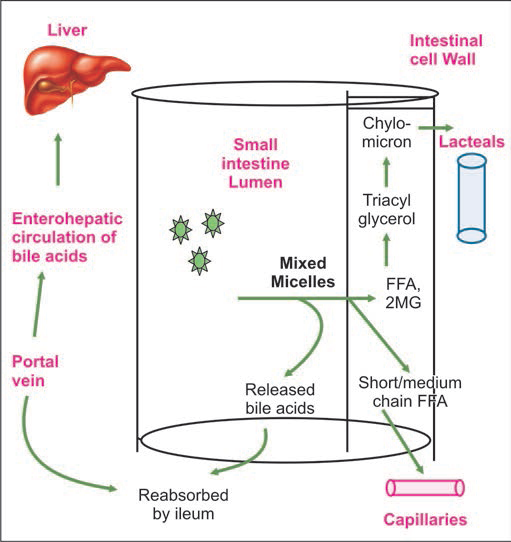 Liver
Intestinal
cell Wall
Chylo-
micron
Lacteals
Small
intestine
Lumen
Triacyl
glycerol
Enterohepatic
circulation of
bile acids
Mixed
Micelles
FFA,
2MG
Portal
vein
Released
bile acids
Short/medium
chain FFA
Reabsorbed
by ileum
Capillaries